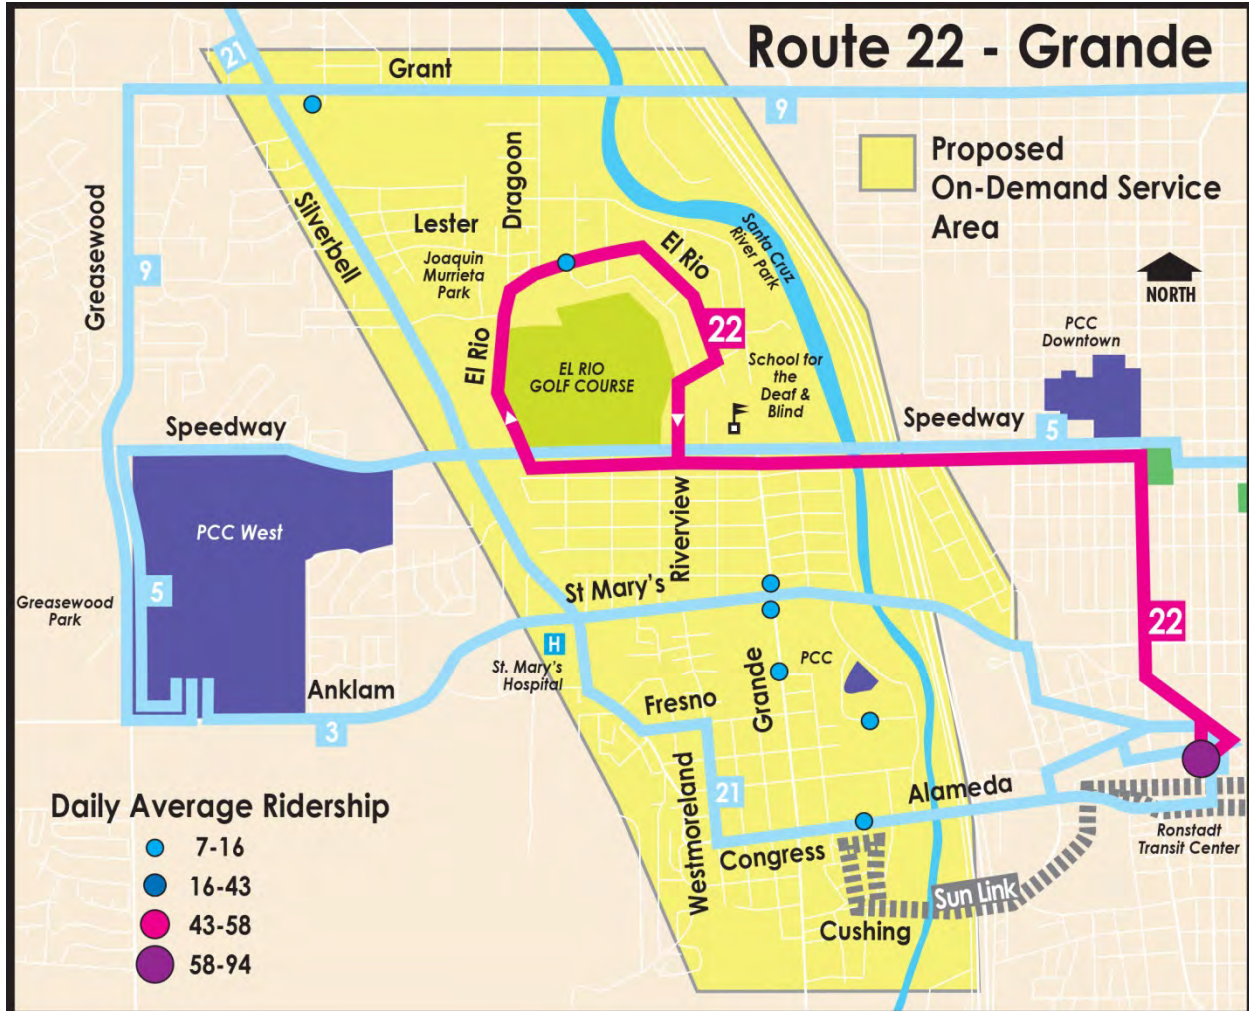 Route 22 - Grande
21
Grant
9
Proposed
On-Demand Service
Area
Dragoon
Silverbell
Lester
Joaquin
Murrieta
Park
El Rio
Santa Cruz
River Park
Greasewood
9
NORTH
22
El Rio
EL RIO
GOLF COURSE
School for
the
Deaf &
Blind
PCC
Downtown
Speedway
Speedway
5
PCC West
Riverview
5
Greasewood
Park
St Mary's
22
H
St. Mary's
Hospital
PCC
Grande
Anklam
Fresno
3
Westmoreland
21
Alameda
Congress
Ronstadt
Transit Center
Sun Link
Cushing
Daily Average Ridership
7-16
16-43
43-58
58-94